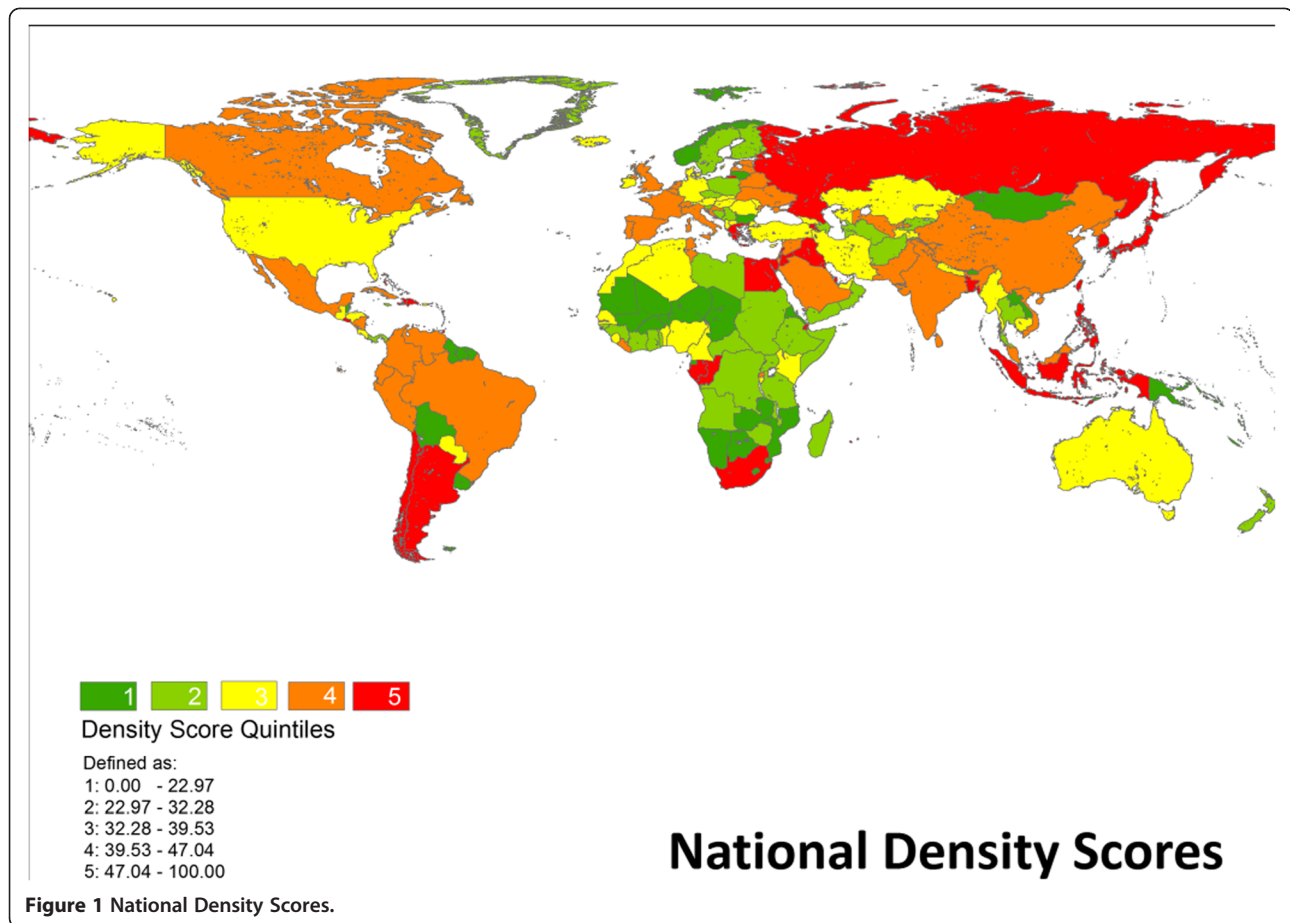 1 2 3 4 5
Density Score Quintiles
Defined as:
1: 0.00 - 22.97
2: 22.97 - 32.28
3: 32.28 - 39.53
4: 39.53 - 47.04
5: 47.04 - 100.00
National Density Scores
Figure 1 National Density Scores.